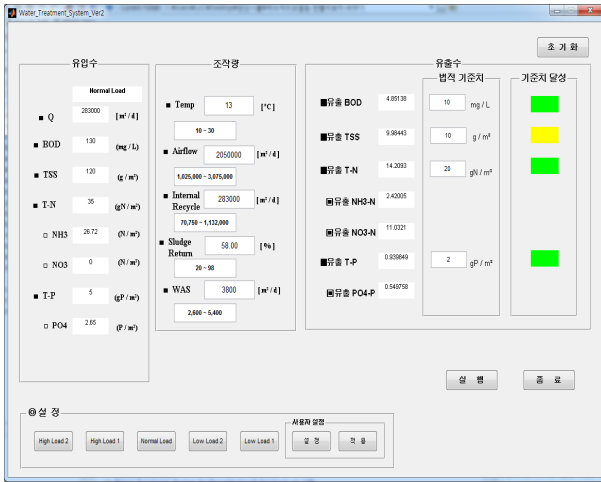 Water_Treatment_System_Ver2
초 기 화
유입수
Normal Load
■ Q 283000 [m³/d]
■ BOD 130 (mg/L)
■ TSS 120 (g/m³)
■ T-N 35 (gN/m³)
□ NH3 26.72 (N/m³)
□ NO3 0 (N/m³)
■ T-P 5 (gP/m³)
□ PO4 2.65 (P/m³)
조작량
■ Temp 13 [°C]
10 ~ 30
■ Airflow 2050000 [m³/d]
1,025,000 ~ 3,075,000
■ Internal Recycle 283000 [m³/d]
70,750 ~ 1,132,000
■ Sludge Return 58.00 [%]
20 ~ 98
■ WAS 3800 [m³/d]
2,600 ~ 5,400
유출수
법적 기준치
기준치 달성
■유출 BOD 4.85138 10 mg / L
■유출 TSS 9.98443 10 g / m³
■유출 T-N 14.2093 20 gN / m³
▣유출 NH3-N 2.42005
▣유출 NO3-N 11.0321
■유출 T-P 0.939849 2 gP / m³
▣유출 PO4-P 0.549758
실 행
종 료
◎설 정
High Load 2
High Load 1
Normal Load
Low Load 2
Low Load 1
사용자 설정
설 정
적 용